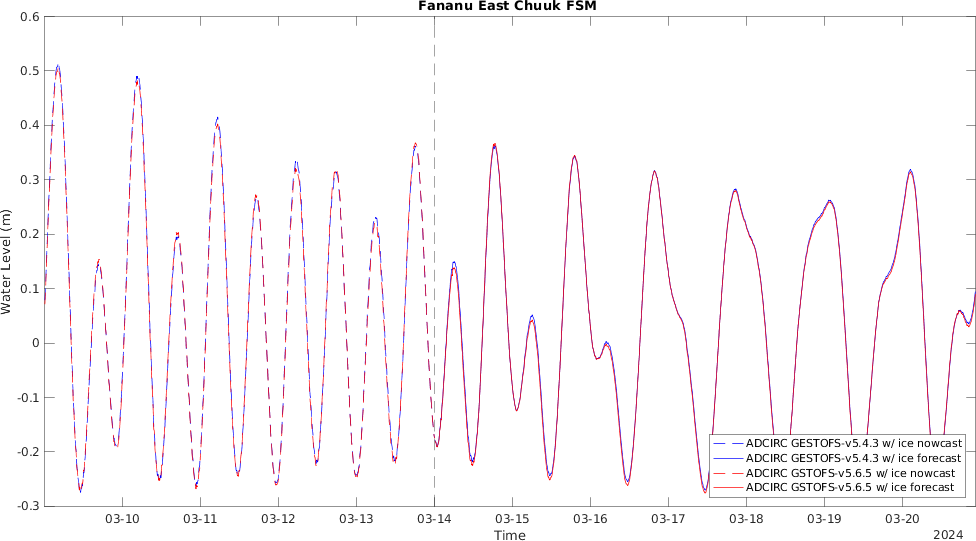 Fananu East Chuuk FSM
0.6
0.5
0.4
0.3
0.2
0.1
0
-0.1
-0.2
-0.3
Water Level (m)
ADCIRC GESTOFS-v5.4.3 w/ ice nowcast
ADCIRC GESTOFS-v5.4.3 w/ ice forecast
ADCIRC GSTOFS-v5.6.5 w/ ice nowcast
ADCIRC GSTOFS-v5.6.5 w/ ice forecast
03-10 03-11 03-12 03-13 03-14 03-15 03-16 03-17 03-18 03-19 03-20
Time
2024